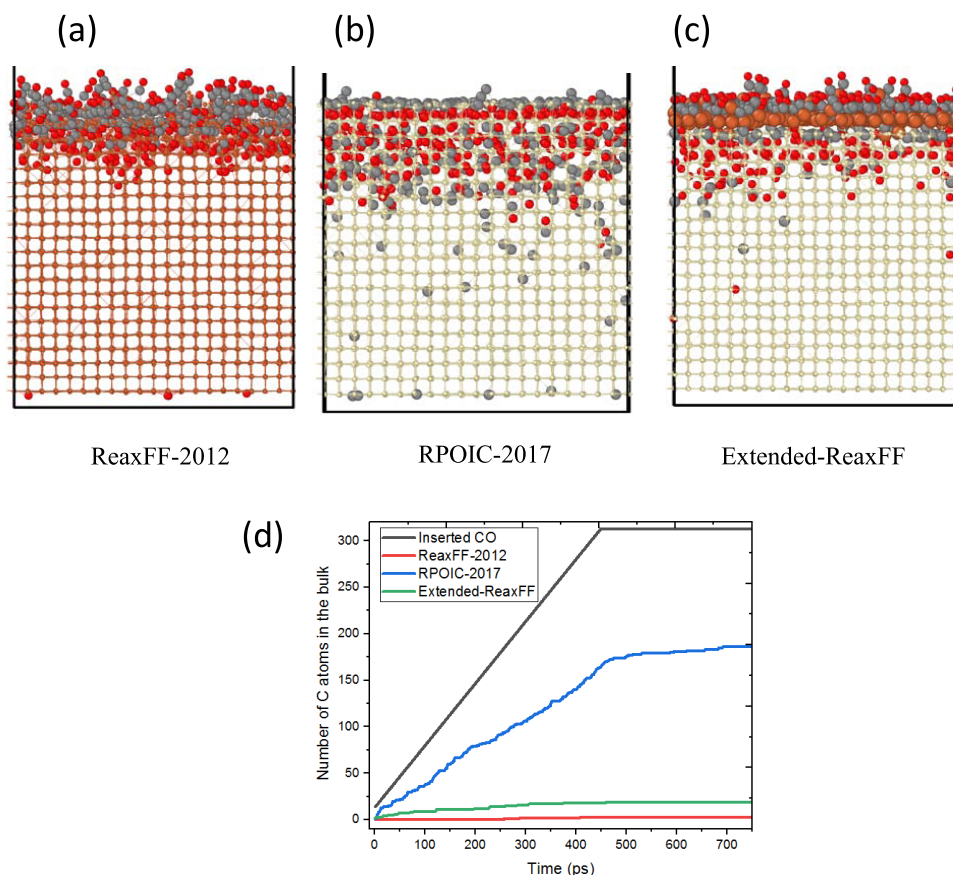 (a)
(b)
(c)
ReaxFF-2012
RPOIC-2017
Extended-ReaxFF
(d)
Number of C atoms in the bulk
300
250
200
150
100
50
0
Inserted CO
ReaxFF-2012
RPOIC-2017
Extended-ReaxFF
0 100 200 300 400 500 600 700
Time (ps)